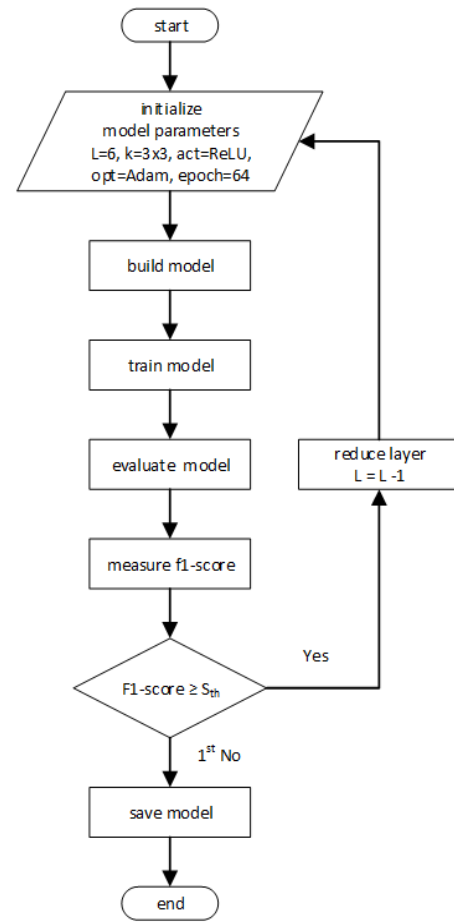 start
initialize
model parameters
L=6, k=3x3, act=ReLU,
opt=Adam, epoch=64
build model
train model
evaluate model
reduce layer
L = L -1
measure f1-score
Yes
F1-score ≥ Sth
1st No
save model
end